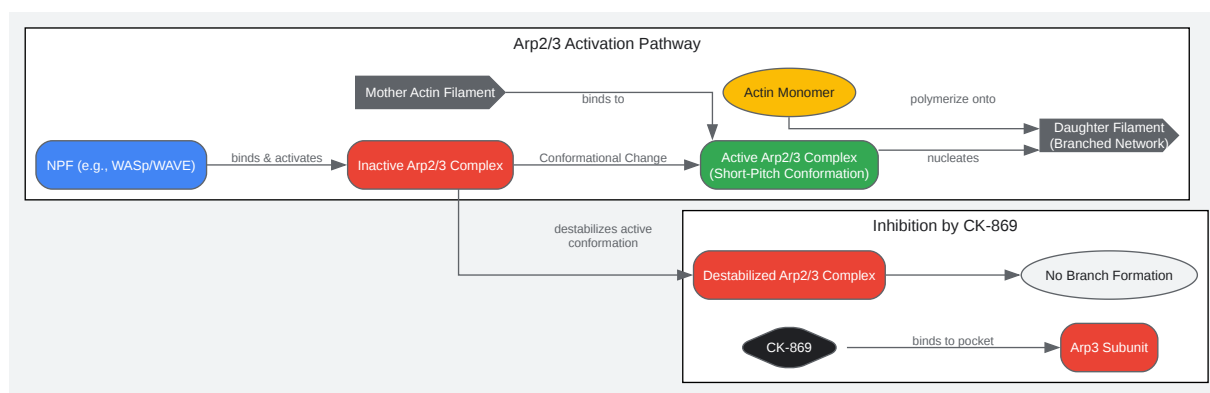 Arp2/3 Activation Pathway
Mother Actin Filament
binds to
Actin Monomer
polymerize onto
Daughter Filament
(Branched Network)
NPF (e.g., WASp/WAVE)
binds & activates
Inactive Arp2/3 Complex
Conformational Change
Active Arp2/3 Complex
(Short-Pitch Conformation)
nucleates
destabilizes active
conformation
Inhibition by CK-869
Destabilized Arp2/3 Complex
No Branch Formation
CK-869
binds to pocket
Arp3 Subunit